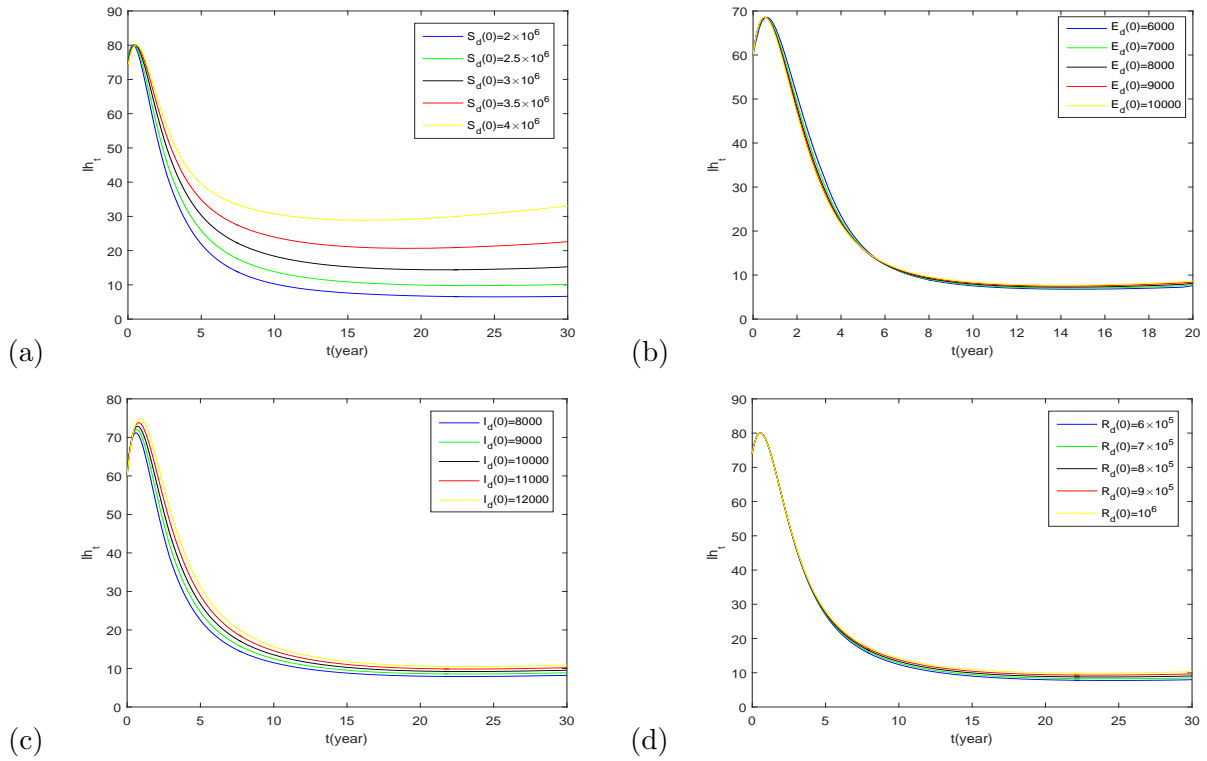 90
80
70
60
50
40
30
20
10
0
Ih_t
0 5 10 15 20 25 30
t(year)
S_d(0)=2×10^6
S_d(0)=2.5×10^6
S_d(0)=3×10^6
S_d(0)=3.5×10^6
S_d(0)=4×10^6
(a)
70
60
50
40
30
20
10
0
Ih_t
0 2 4 6 8 10 12 14 16 18 20
t(year)
E_d(0)=6000
E_d(0)=7000
E_d(0)=8000
E_d(0)=9000
E_d(0)=10000
(b)
80
70
60
50
40
30
20
10
0
Ih_t
0 5 10 15 20 25 30
t(year)
I_d(0)=8000
I_d(0)=9000
I_d(0)=10000
I_d(0)=11000
I_d(0)=12000
(c)
90
80
70
60
50
40
30
20
10
0
Ih_t
0 5 10 15 20 25 30
t(year)
R_d(0)=6×10^5
R_d(0)=7×10^5
R_d(0)=8×10^5
R_d(0)=9×10^5
R_d(0)=10^6
(d)